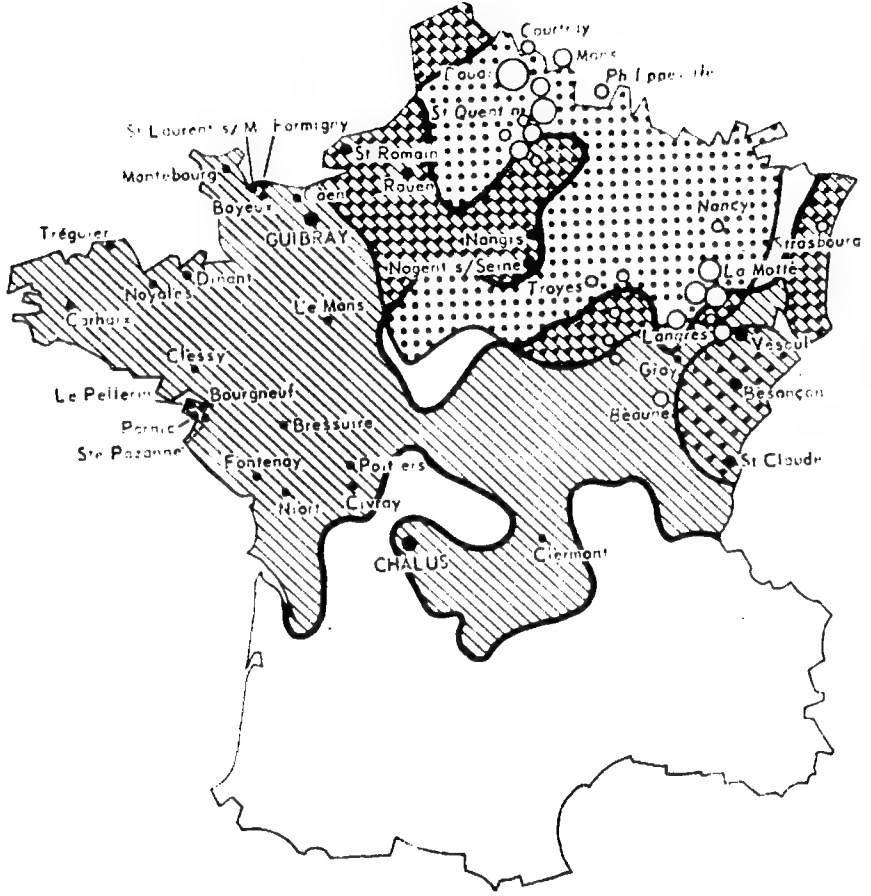 Courtray
Mons
Douai
Philippeville
St Quentin
St Laurent s/M
Formigny
St Romain
Montebourg
Rouen
Caen
Bayeux
Nancy
GUIBRAY
Tréguier
Nangis
Strasbourg
Nogent s/Seine
Dinant
La Motte
Troyes
Noyales
Le Mans
Carhaix
Langres
Vesoul
Clessy
Gray
Le Pellerin
Bourgneuf
Besançon
Beaune
Pornic
Bressuire
Ste Pazanne
Fontenay
Poitiers
St Claude
Niort
Civray
Clermont
CHALUS